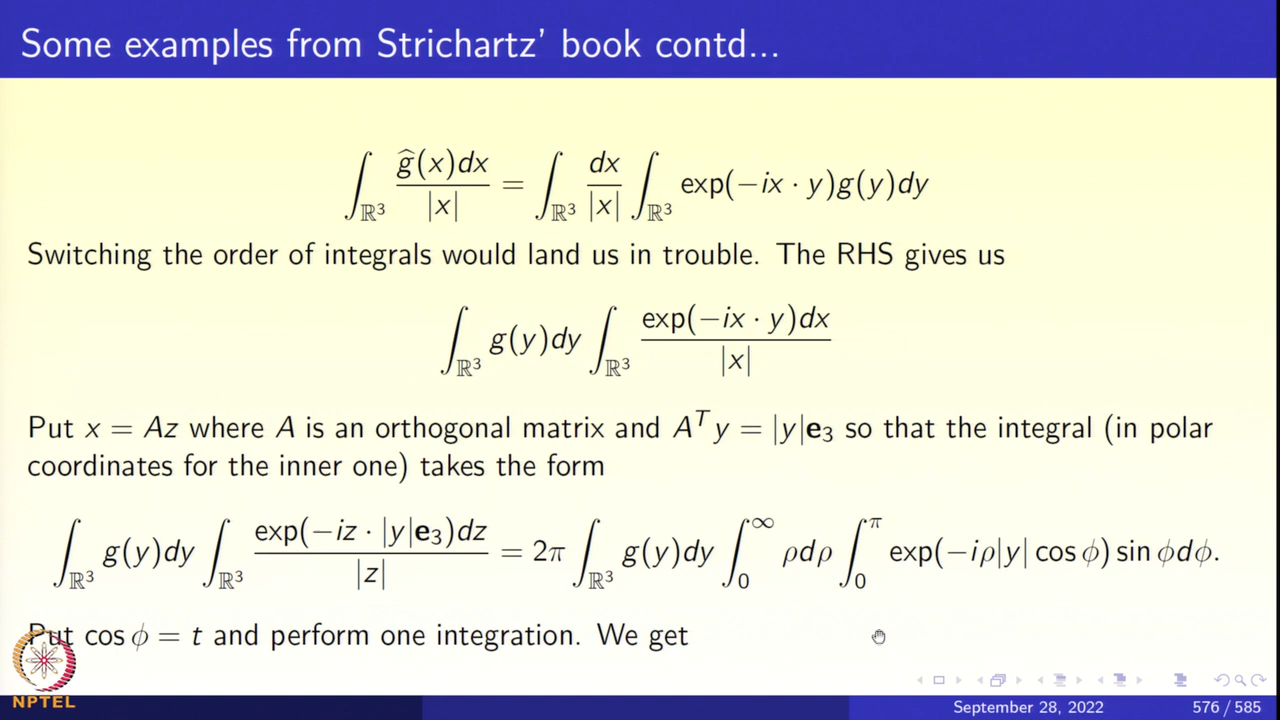 Some examples from Strichartz' book contd...
∫_{ℝ³} ĝ(x)dx / |x| = ∫_{ℝ³} dx / |x| ∫_{ℝ³} exp(−ix · y)g(y)dy
Switching the order of integrals would land us in trouble. The RHS gives us
∫_{ℝ³} g(y)dy ∫_{ℝ³} exp(−ix · y)dx / |x|
Put x = Az where A is an orthogonal matrix and Aᵀy = |y|e₃ so that the integral (in polar
coordinates for the inner one) takes the form
∫_{ℝ³} g(y)dy ∫_{ℝ³} exp(−iz · |y|e₃)dz / |z| = 2π ∫_{ℝ³} g(y)dy ∫_0^∞ ρdρ ∫_0^π exp(−iρ|y| cos ϕ) sin ϕdϕ.
Put cos ϕ = t and perform one integration. We get
NPTEL
September 28, 2022 576 / 585